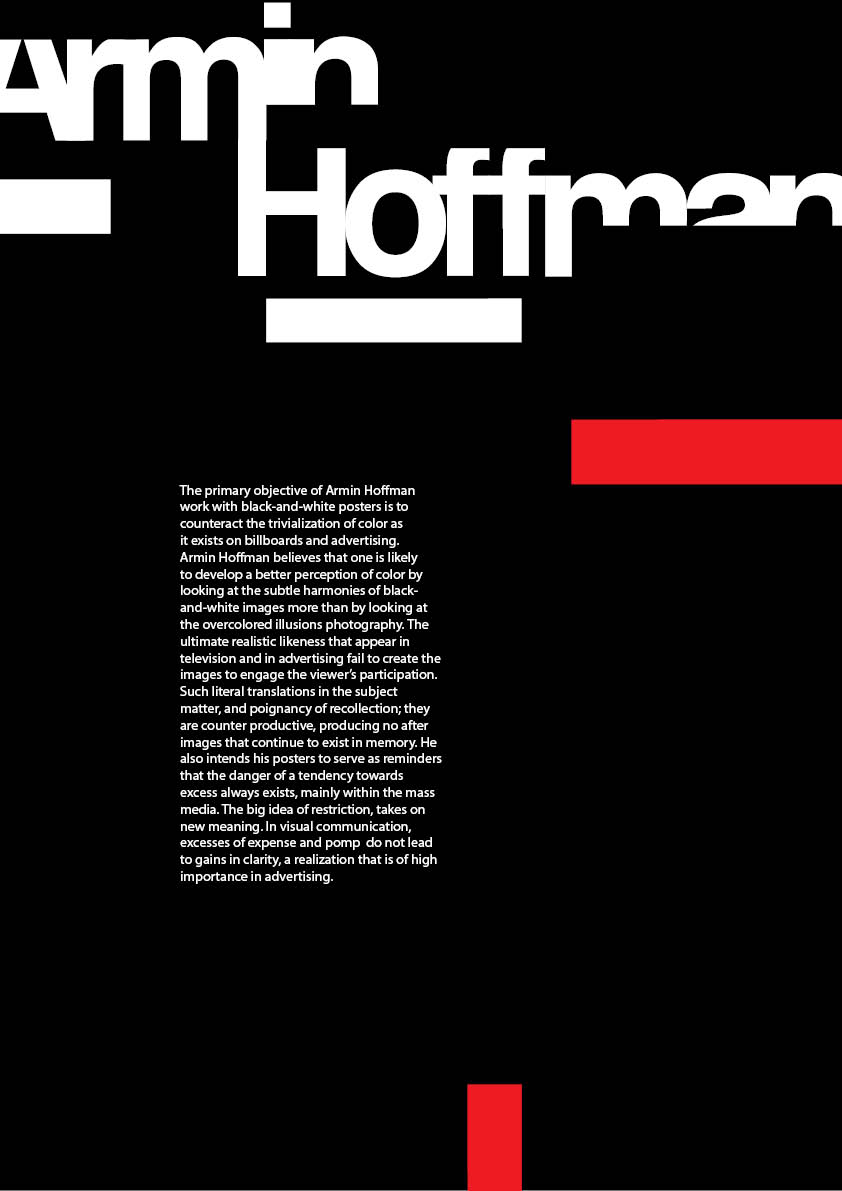 Armin
Hoffman
The primary objective of Armin Hoffman
work with black-and-white posters is to
counteract the trivialization of color as
it exists on billboards and advertising.
Armin Hoffman believes that one is likely
to develop a better perception of color by
looking at the subtle harmonies of black-
and-white images more than by looking at
the overcolored illusions photography. The
ultimate realistic likeness that appear in
television and in advertising fail to create the
images to engage the viewer’s participation.
Such literal translations in the subject
matter, and poignancy of recollection; they
are counter productive, producing no after
images that continue to exist in memory. He
also intends his posters to serve as reminders
that the danger of a tendency towards
excess always exists, mainly within the mass
media. The big idea of restriction, takes on
new meaning. In visual communication,
excesses of expense and pomp  do not lead
to gains in clarity, a realization that is of high
importance in advertising.